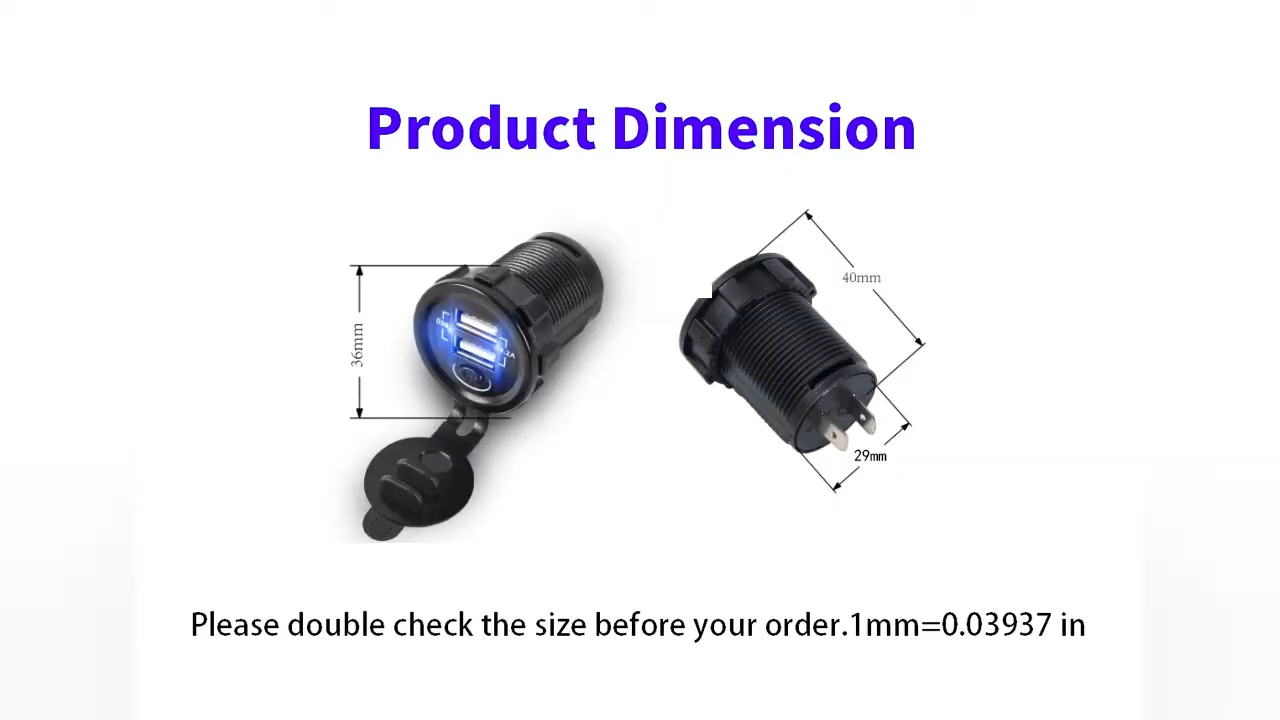 Product Dimension
40mm
36mm
29mm
Please double check the size before your order.1mm=0.03937 in